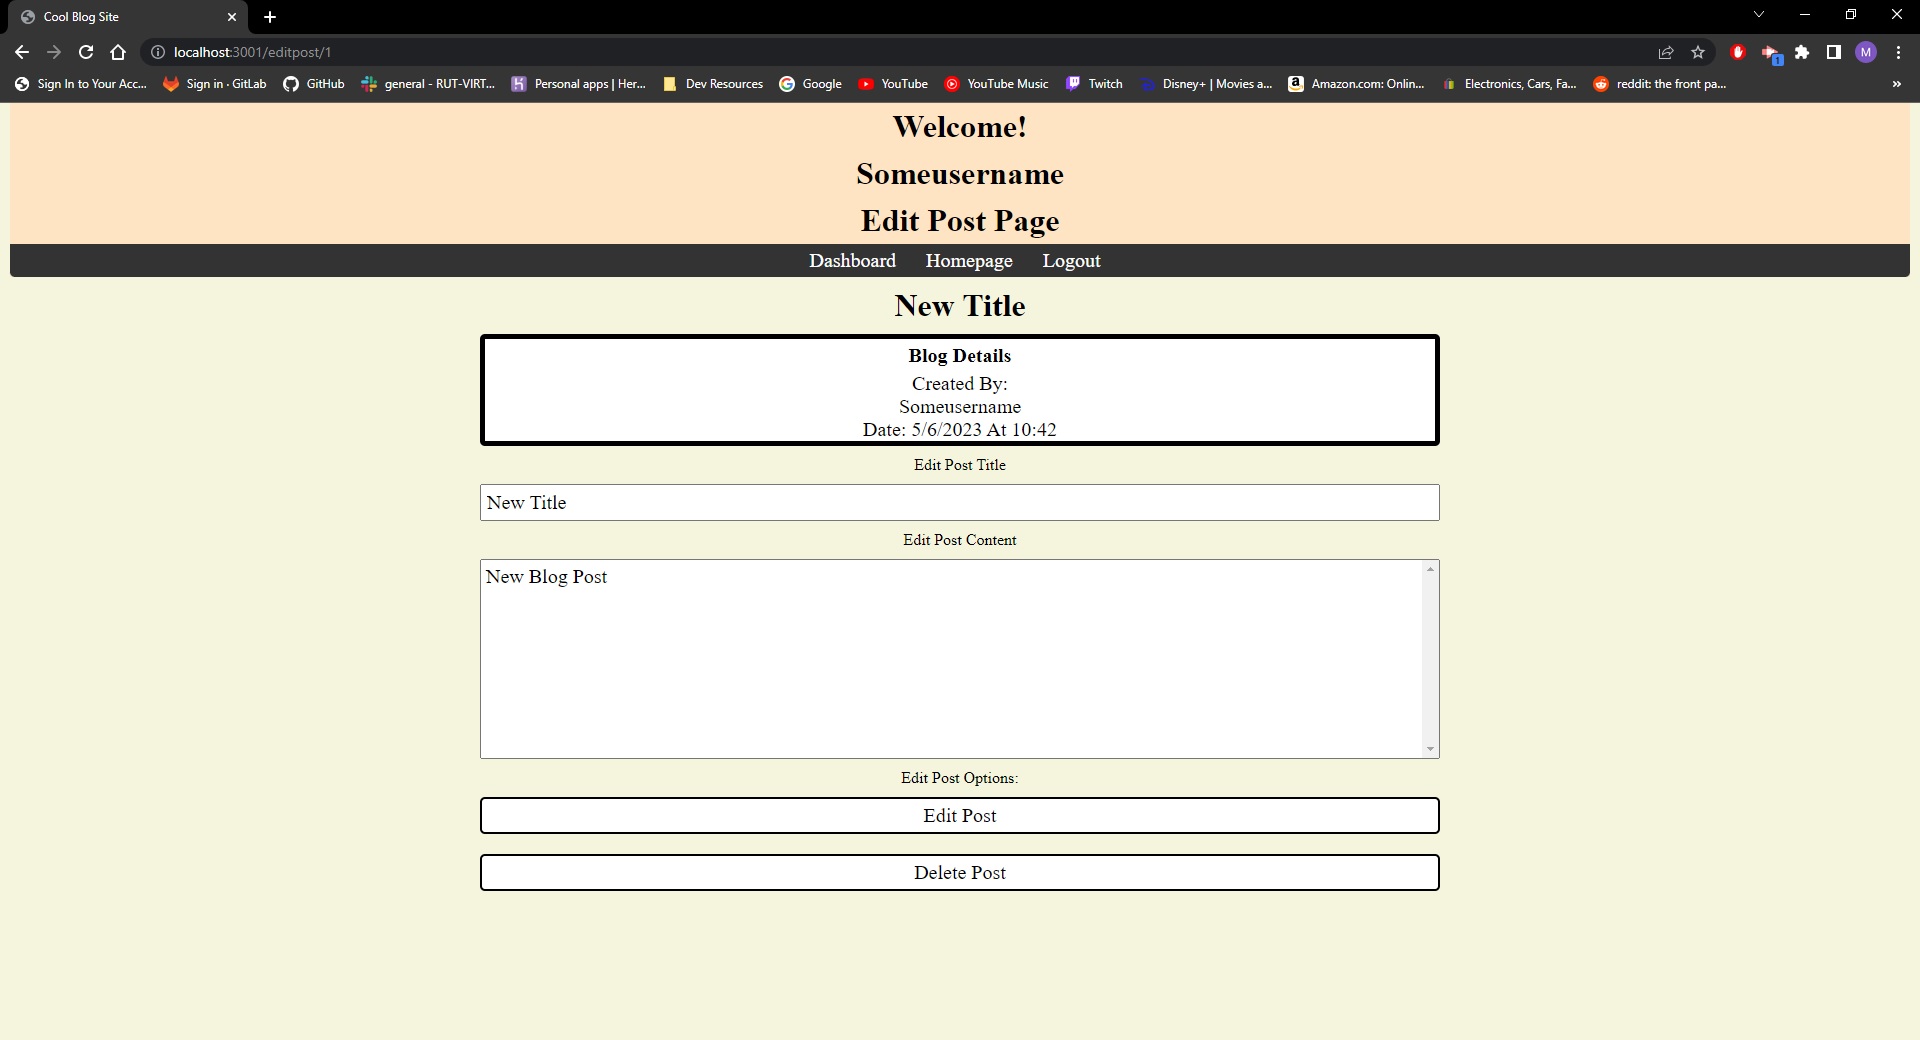 Cool Blog Site
localhost:3001/editpost/1
M
1
Sign In to Your Acc... Sign in · GitLab GitHub general - RUT-VIRT... Personal apps | Her... Dev Resources Google YouTube YouTube Music Twitch Disney+ | Movies a... Amazon.com: Onlin... Electronics, Cars, Fa... reddit: the front pa... »
Welcome!
Someusername
Edit Post Page
Dashboard Homepage Logout
New Title
Blog Details
Created By:
Someusername
Date: 5/6/2023 At 10:42
Edit Post Title
New Title
Edit Post Content
New Blog Post
Edit Post Options:
Edit Post
Delete Post